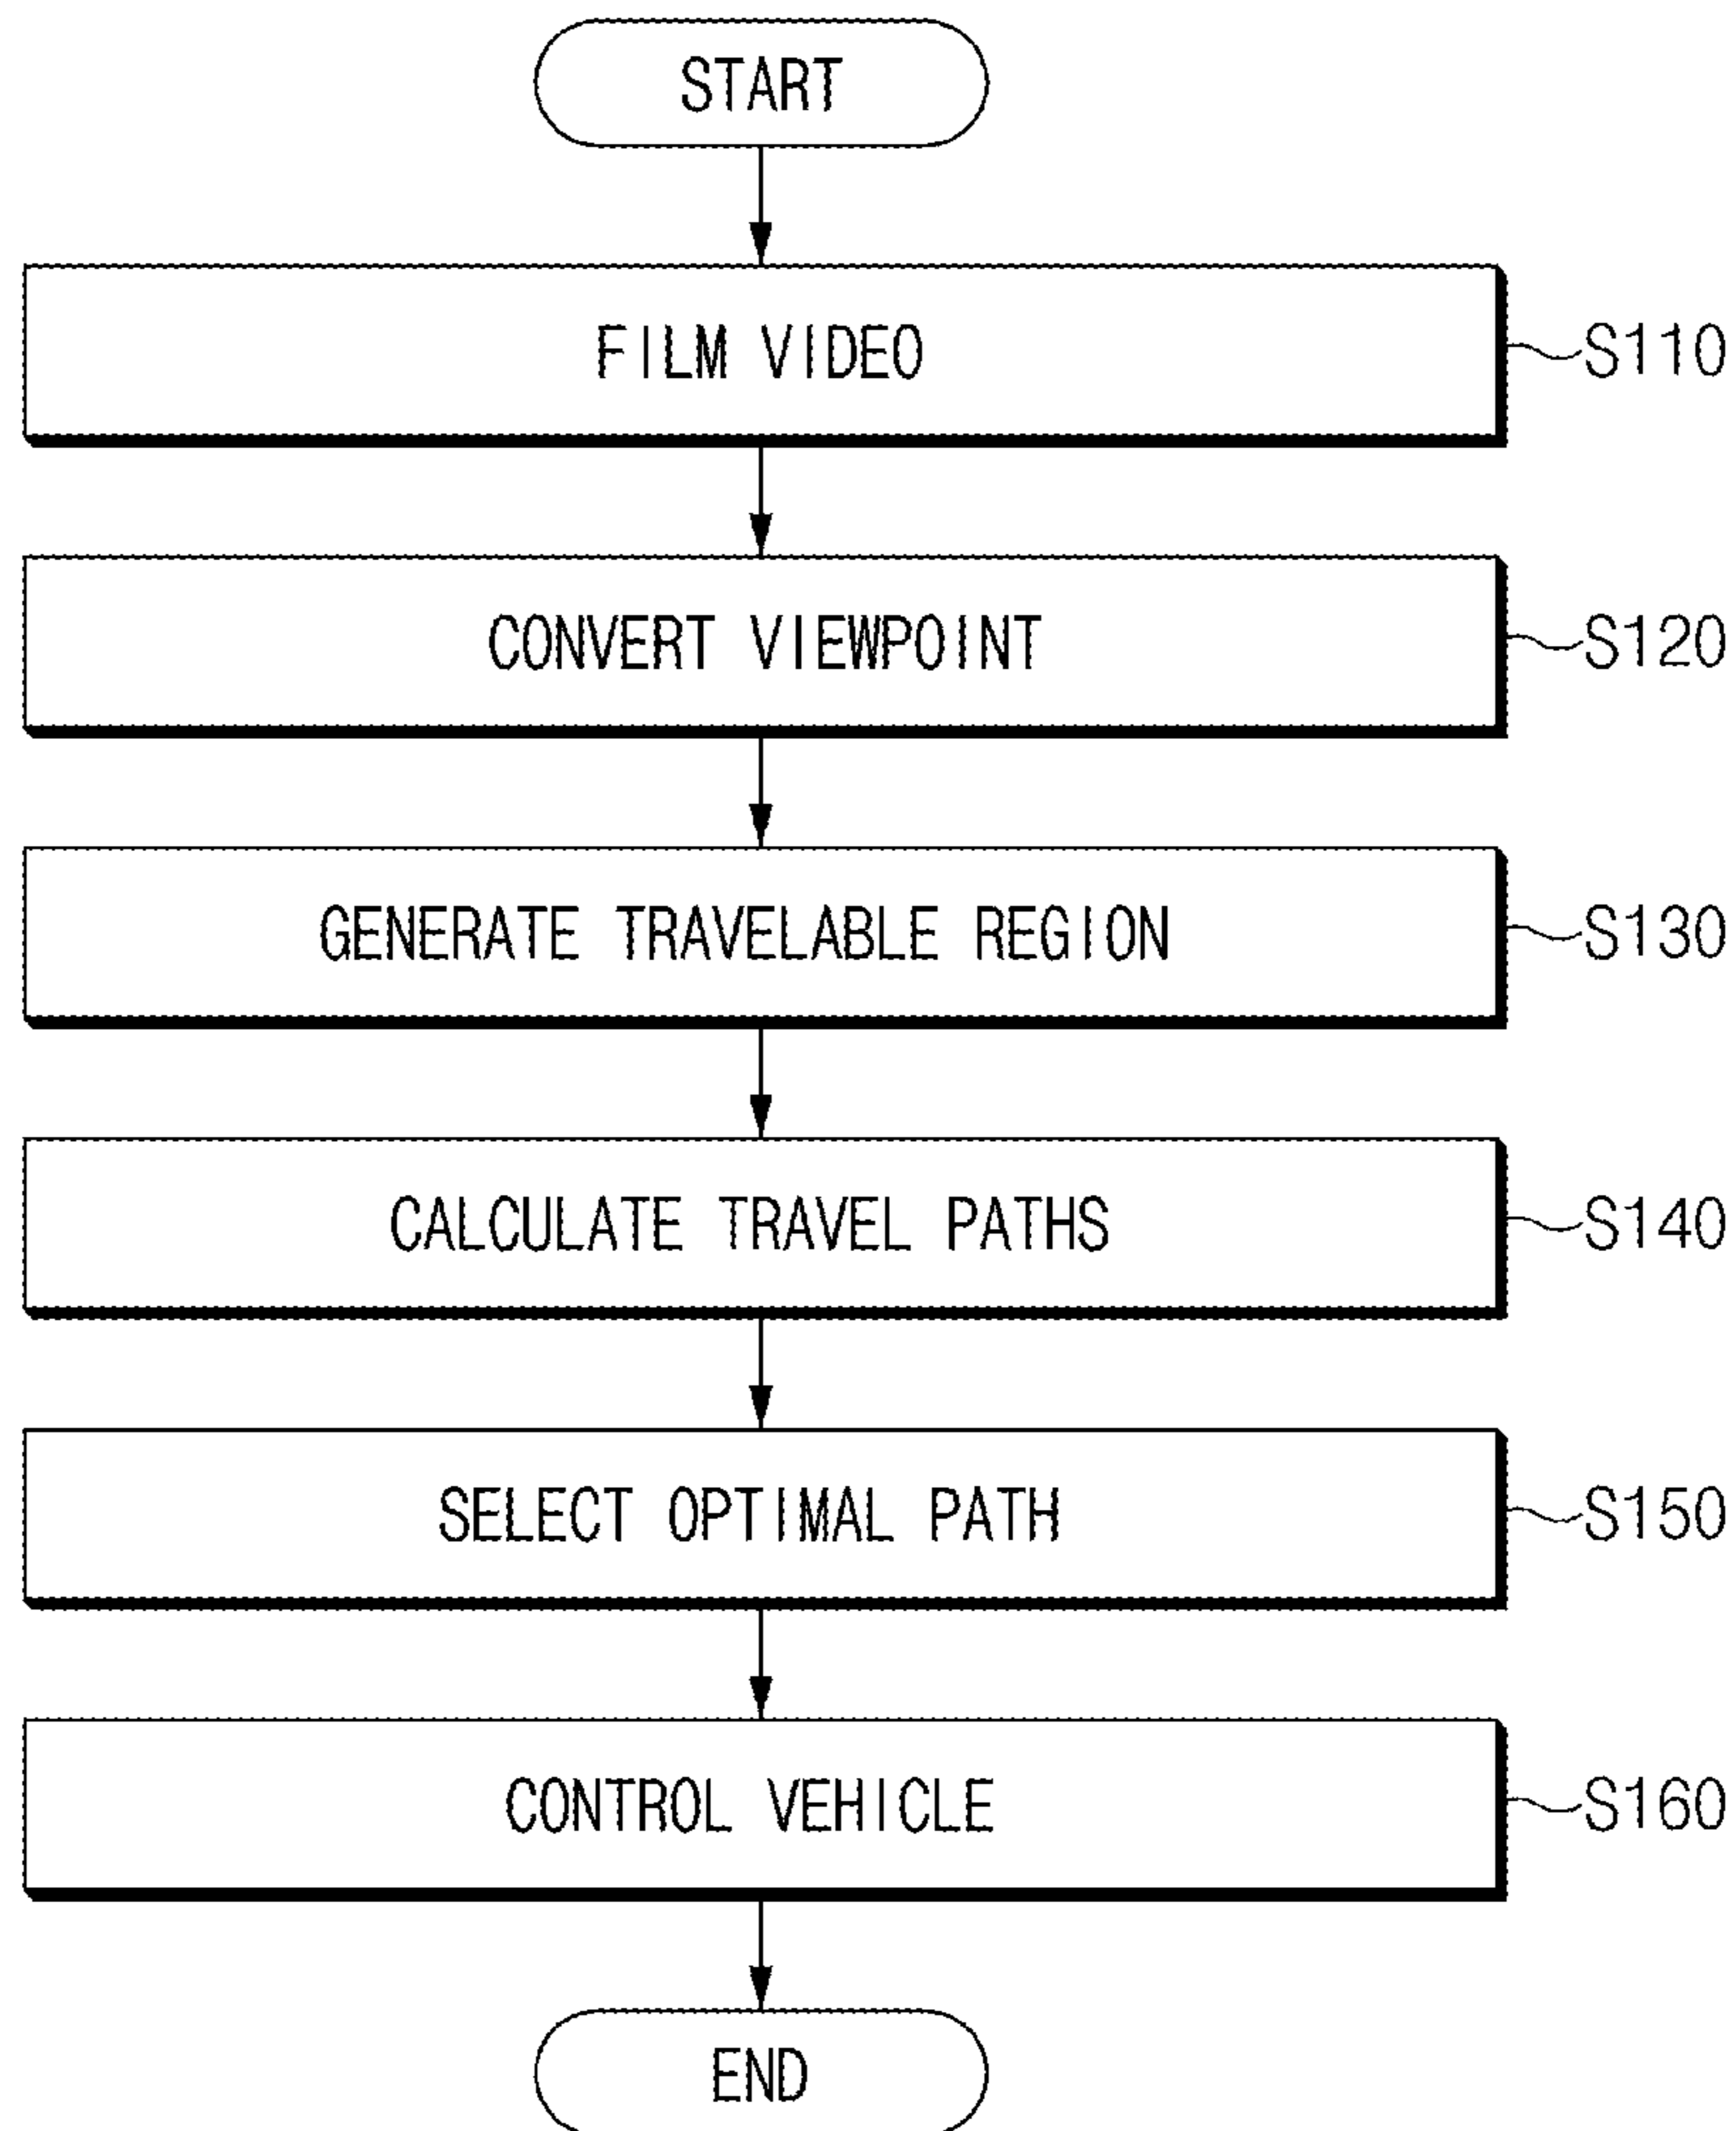 START
FILM VIDEO
S110
CONVERT VIEWPOINT
S120
GENERATE TRAVELABLE REGION
S130
CALCULATE TRAVEL PATHS
S140
SELECT OPTIMAL PATH
S150
CONTROL VEHICLE
S160
END